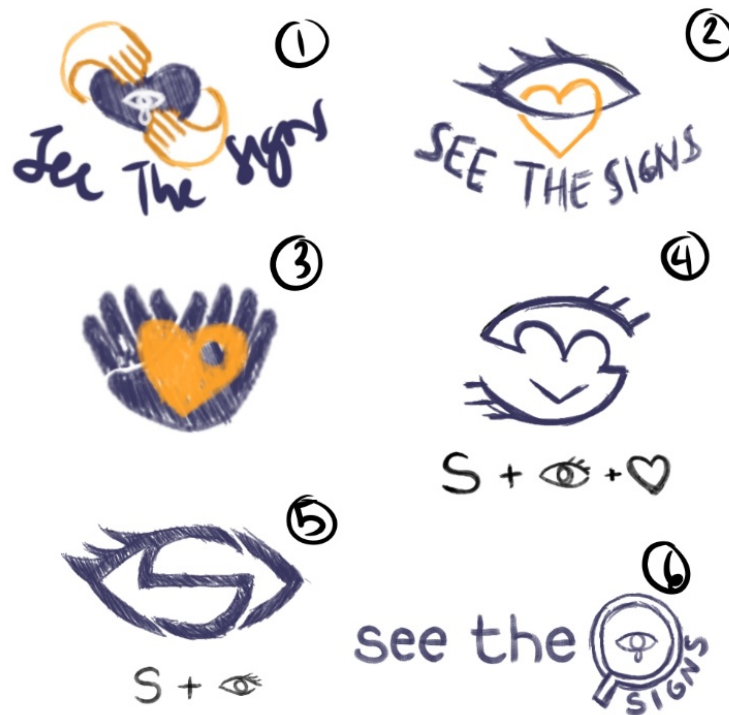 1
See The signs
2
SEE THE SIGNS
3
4
S + +
5
S +
6
see the
SIGNS